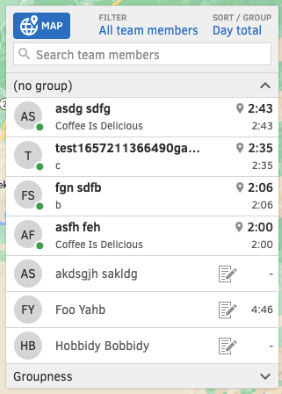 MAP
FILTER
All team members
SORT / GROUP
Day total
Search team members
(no group)
AS
asdg sdfg
2:43
Coffee Is Delicious
2:43
T
test1657211366490ga...
2:35
c
2:35
FS
fgn sdfb
2:06
b
2:06
AF
asfh feh
2:00
Coffee Is Delicious
2:00
AS
akdsgjh sakldg
-
FY
Foo Yahb
4:46
HB
Hobbidy Bobbidy
-
Groupness